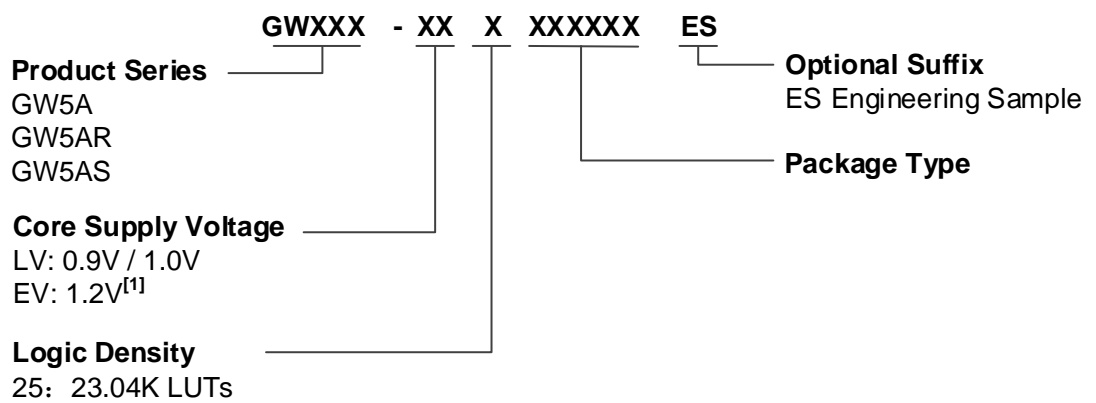 GWXXX - XX X XXXXXX ES
Product Series
GW5A
GW5AR
GW5AS
Optional Suffix
ES Engineering Sample
Package Type
Core Supply Voltage
LV: 0.9V / 1.0V
EV: 1.2V[1]
Logic Density
25：23.04K LUTs